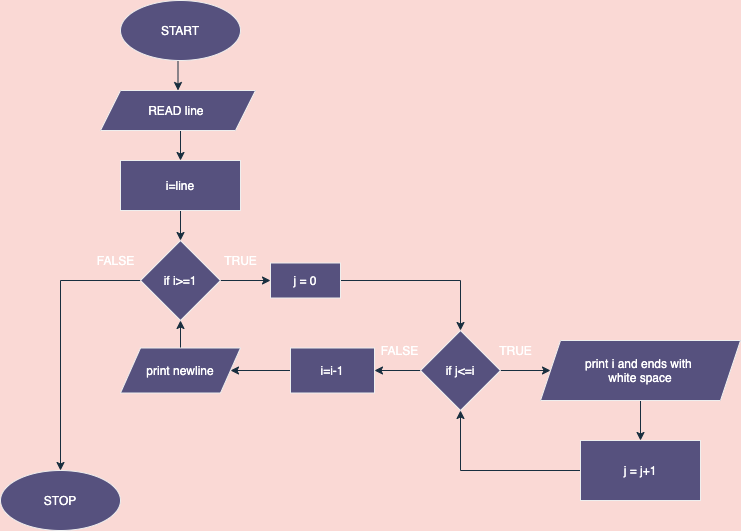 START
READ line
i=line
FALSE
TRUE
if i>=1
j = 0
FALSE
TRUE
print newline
i=i-1
if j<=i
print i and ends with
white space
j = j+1
STOP